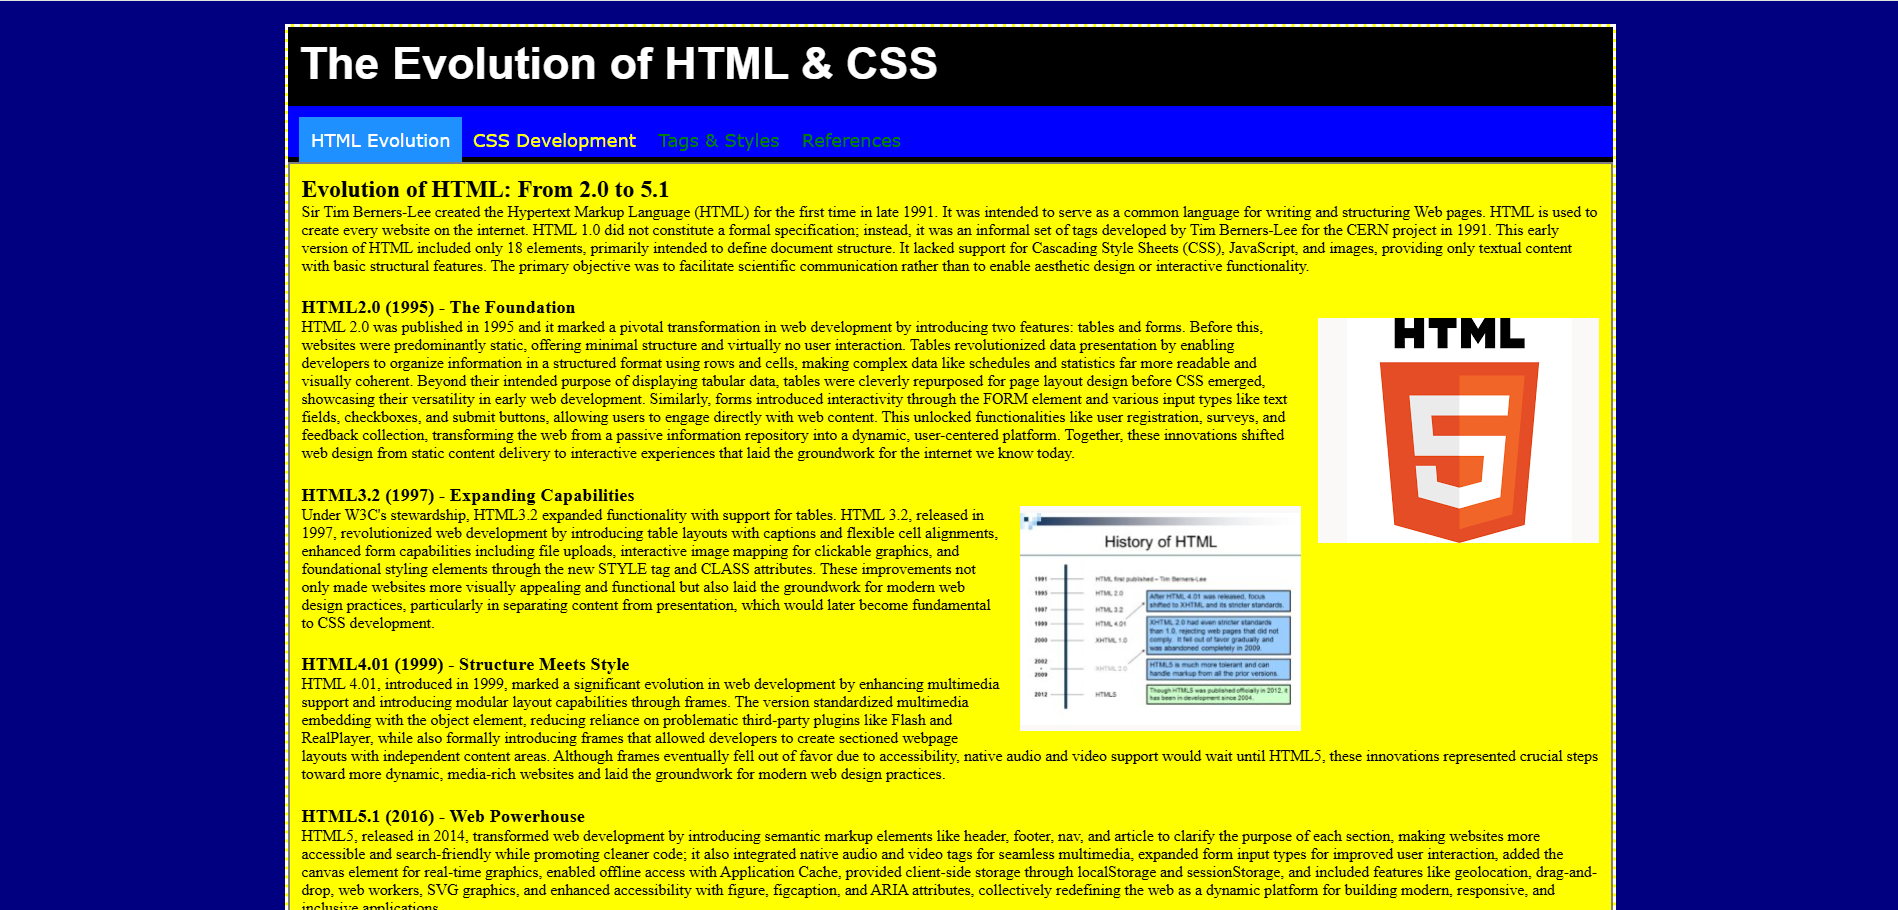 The Evolution of HTML & CSS
HTML Evolution
CSS Development
Tags & Styles
References
Evolution of HTML: From 2.0 to 5.1
Sir Tim Berners-Lee created the Hypertext Markup Language (HTML) for the first time in late 1991. It was intended to serve as a common language for writing and structuring Web pages. HTML is used to
create every website on the internet. HTML 1.0 did not constitute a formal specification; instead, it was an informal set of tags developed by Tim Berners-Lee for the CERN project in 1991. This early
version of HTML included only 18 elements, primarily intended to define document structure. It lacked support for Cascading Style Sheets (CSS), JavaScript, and images, providing only textual content
with basic structural features. The primary objective was to facilitate scientific communication rather than to enable aesthetic design or interactive functionality.
HTML2.0 (1995) - The Foundation
HTML 2.0 was published in 1995 and it marked a pivotal transformation in web development by introducing two features: tables and forms. Before this,
websites were predominantly static, offering minimal structure and virtually no user interaction. Tables revolutionized data presentation by enabling
developers to organize information in a structured format using rows and cells, making complex data like schedules and statistics far more readable and
visually coherent. Beyond their intended purpose of displaying tabular data, tables were cleverly repurposed for page layout design before CSS emerged,
showcasing their versatility in early web development. Similarly, forms introduced interactivity through the FORM element and various input types like text
fields, checkboxes, and submit buttons, allowing users to engage directly with web content. This unlocked functionalities like user registration, surveys, and
feedback collection, transforming the web from a passive information repository into a dynamic, user-centered platform. Together, these innovations shifted
web design from static content delivery to interactive experiences that laid the groundwork for the internet we know today.
HTML
5
HTML3.2 (1997) - Expanding Capabilities
Under W3C's stewardship, HTML3.2 expanded functionality with support for tables. HTML 3.2, released in
1997, revolutionized web development by introducing table layouts with captions and flexible cell alignments,
enhanced form capabilities including file uploads, interactive image mapping for clickable graphics, and
foundational styling elements through the new STYLE tag and CLASS attributes. These improvements not
only made websites more visually appealing and functional but also laid the groundwork for modern web
design practices, particularly in separating content from presentation, which would later become fundamental
to CSS development.
History of HTML
1991 HTML first published – Tim Berners-Lee
1995 HTML 2.0
1997 HTML 3.2
1999 HTML 4.01
2000 XHTML 1.0
2002
-
2009
XHTML 2.0
2012 HTML5
After HTML 4.01 was released, focus
shifted to XHTML and its stricter standards.
XHTML 2.0 had even stricter standards
than 1.0, rejecting web pages that did not
comply. It fell out of favor gradually and
was abandoned completely in 2009.
HTML5 is much more tolerant and can
handle markup from all the prior versions.
Though HTML5 was published officially in 2012, it
has been in development since 2004.
HTML4.01 (1999) - Structure Meets Style
HTML 4.01, introduced in 1999, marked a significant evolution in web development by enhancing multimedia
support and introducing modular layout capabilities through frames. The version standardized multimedia
embedding with the object element, reducing reliance on problematic third-party plugins like Flash and
RealPlayer, while also formally introducing frames that allowed developers to create sectioned webpage
layouts with independent content areas. Although frames eventually fell out of favor due to accessibility, native audio and video support would wait until HTML5, these innovations represented crucial steps
toward more dynamic, media-rich websites and laid the groundwork for modern web design practices.
HTML5.1 (2016) - Web Powerhouse
HTML5, released in 2014, transformed web development by introducing semantic markup elements like header, footer, nav, and article to clarify the purpose of each section, making websites more
accessible and search-friendly while promoting cleaner code; it also integrated native audio and video tags for seamless multimedia, expanded form input types for improved user interaction, added the
canvas element for real-time graphics, enabled offline access with Application Cache, provided client-side storage through localStorage and sessionStorage, and included features like geolocation, drag-and-
drop, web workers, SVG graphics, and enhanced accessibility with figure, figcaption, and ARIA attributes, collectively redefining the web as a dynamic platform for building modern, responsive, and
inclusive applications.